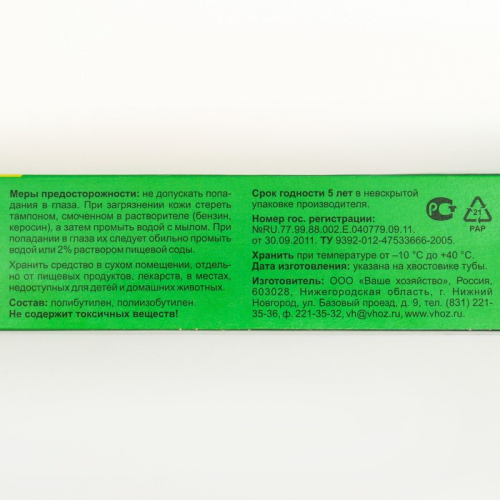 Меры предосторожности: не допускать попа-
дания в глаза. При загрязнении кожи стереть
тампоном, смоченном в растворителе (бензин,
керосин), а затем промыть водой с мылом. При
попадании в глаза их следует обильно промыть
водой или 2% раствором пищевой соды.
Хранить средство в сухом помещении, отдель-
но от пищевых продуктов, лекарств, в местах,
недоступных для детей и домашних животных.
Состав: полибутилен, полиизобутилен.
Не содержит токсичных веществ!
Срок годности 5 лет в невскрытой
упаковке производителя.
Номер гос. регистрации:
№RU.77.99.88.002.Е.040779.09.11.
от 30.09.2011. ТУ 9392-012-47533666-2005.
Хранить при температуре от –10 °С до +40 °С.
Дата изготовления: указана на хвостовике тубы.
Изготовитель: ООО «Ваше хозяйство», Россия,
603028, Нижегородская область, г. Нижний
Новгород, ул. Базовый проезд, д. 9, тел. (831) 221-
35-36, ф. 221-35-32, vh@vhoz.ru, www.vhoz.ru
РСТ
21
PAP